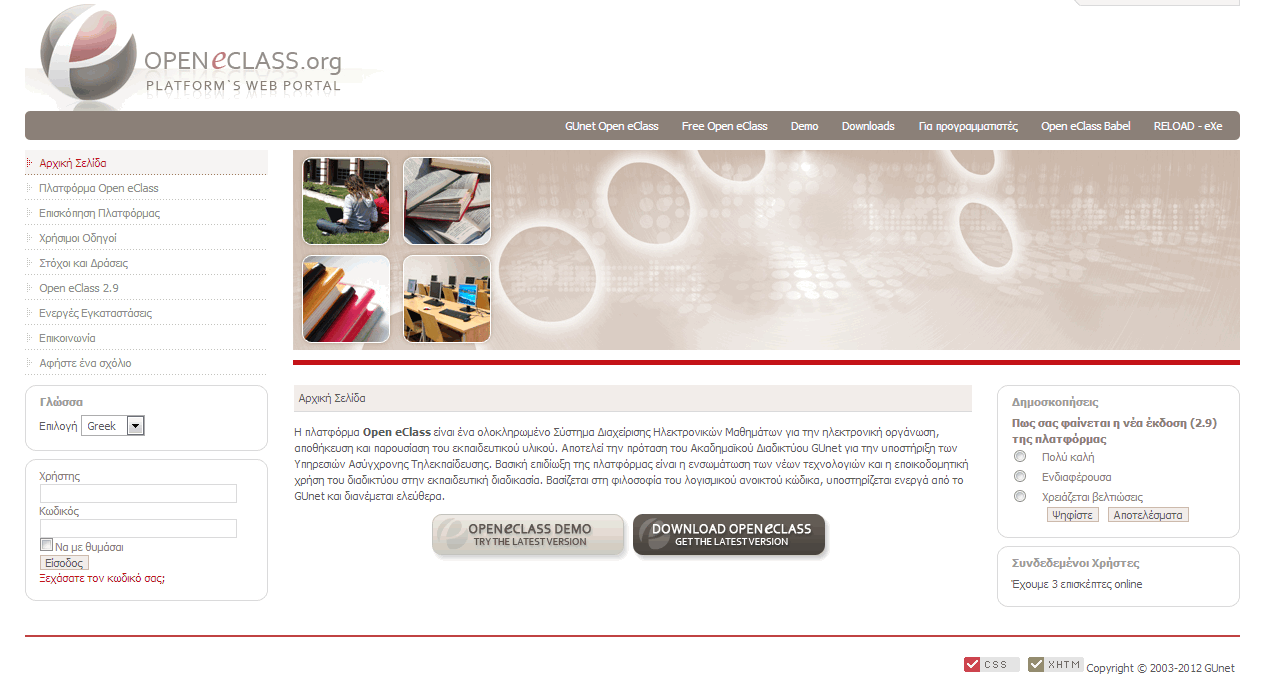 OPENeCLASS.org
PLATFORM'S WEB PORTAL
GUnet Open eClass Free Open eClass Demo Downloads Για προγραμματιστές Open eClass Babel RELOAD - eXe
Αρχική Σελίδα
Πλατφόρμα Open eClass
Επισκόπηση Πλατφόρμας
Χρήσιμοι Οδηγοί
Στόχοι και Δράσεις
Open eClass 2.9
Ενεργές Εγκαταστάσεις
Επικοινωνία
Αφήστε ένα σχόλιο
Γλώσσα
Επιλογή Greek
Χρήστης
Κωδικός
Να με θυμάσαι
Είσοδος
Ξεχάσατε τον κωδικό σας;
Αρχική Σελίδα
Η πλατφόρμα Open eClass είναι ένα ολοκληρωμένο Σύστημα Διαχείρισης Ηλεκτρονικών Μαθημάτων για την ηλεκτρονική οργάνωση,
αποθήκευση και παρουσίαση του εκπαιδευτικού υλικού. Αποτελεί την πρόταση του Ακαδημαϊκού Διαδικτύου GUnet για την υποστήριξη των
Υπηρεσιών Ασύγχρονης Τηλεκπαίδευσης. Βασική επιδίωξη της πλατφόρμας είναι η ενσωμάτωση των νέων τεχνολογιών και η εποικοδομητική
χρήση του διαδικτύου στην εκπαιδευτική διαδικασία. Βασίζεται στη φιλοσοφία του λογισμικού ανοικτού κώδικα, υποστηρίζεται ενεργά από το
GUnet και διανέμεται ελεύθερα.
OPENeCLASS DEMO
TRY THE LATEST VERSION
DOWNLOAD OPENeCLASS
GET THE LATEST VERSION
Δημοσκοπήσεις
Πως σας φαίνεται η νέα έκδοση (2.9)
της πλατφόρμας
Πολύ καλή
Ενδιαφέρουσα
Χρειάζεται βελτιώσεις
Ψηφίστε Αποτελέσματα
Συνδεδεμένοι Χρήστες
Έχουμε 3 επισκέπτες online
CSS XHTM Copyright © 2003-2012 GUnet